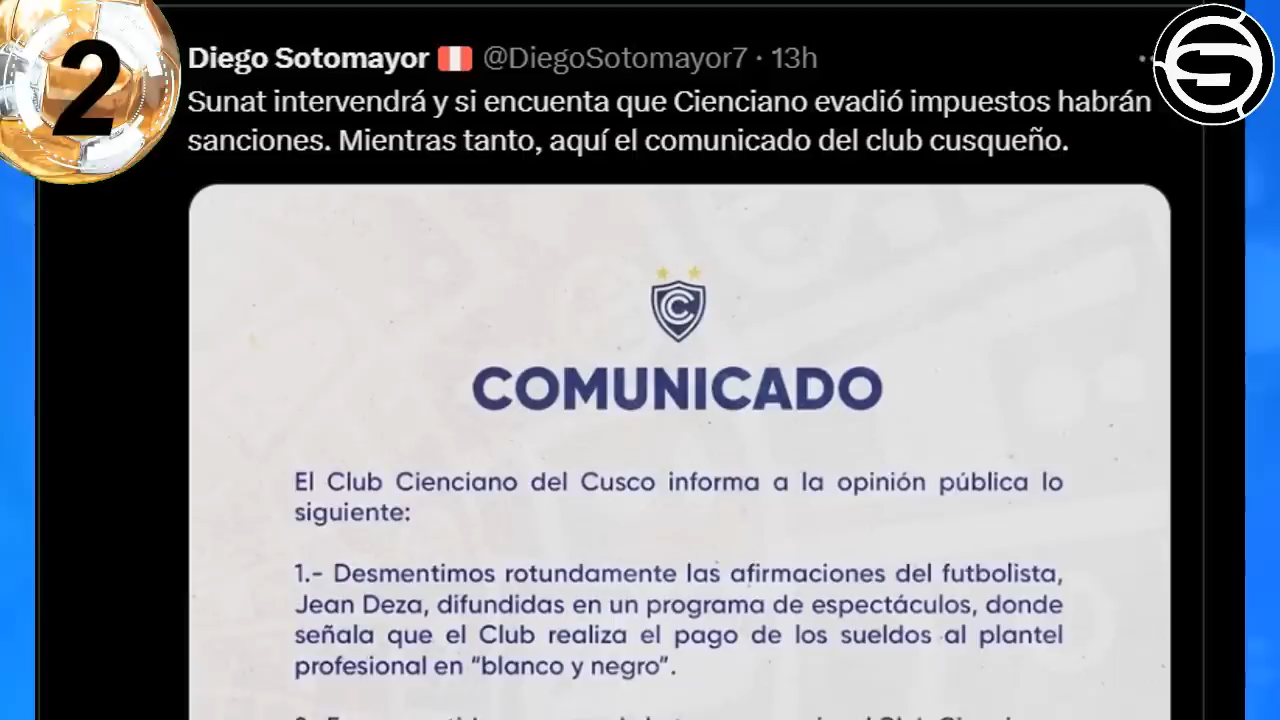 2
Diego Sotomayor 🇵🇪 @DiegoSotomayor7 · 13h
Sunat intervendrá y si encuenta que Cienciano evadió impuestos habrán
sanciones. Mientras tanto, aquí el comunicado del club cusqueño.
COMUNICADO
El Club Cienciano del Cusco informa a la opinión pública lo
siguiente:
1.- Desmentimos rotundamente las afirmaciones del futbolista,
Jean Deza, difundidas en un programa de espectáculos, donde
señala que el Club realiza el pago de los sueldos al plantel
profesional en “blanco y negro”.